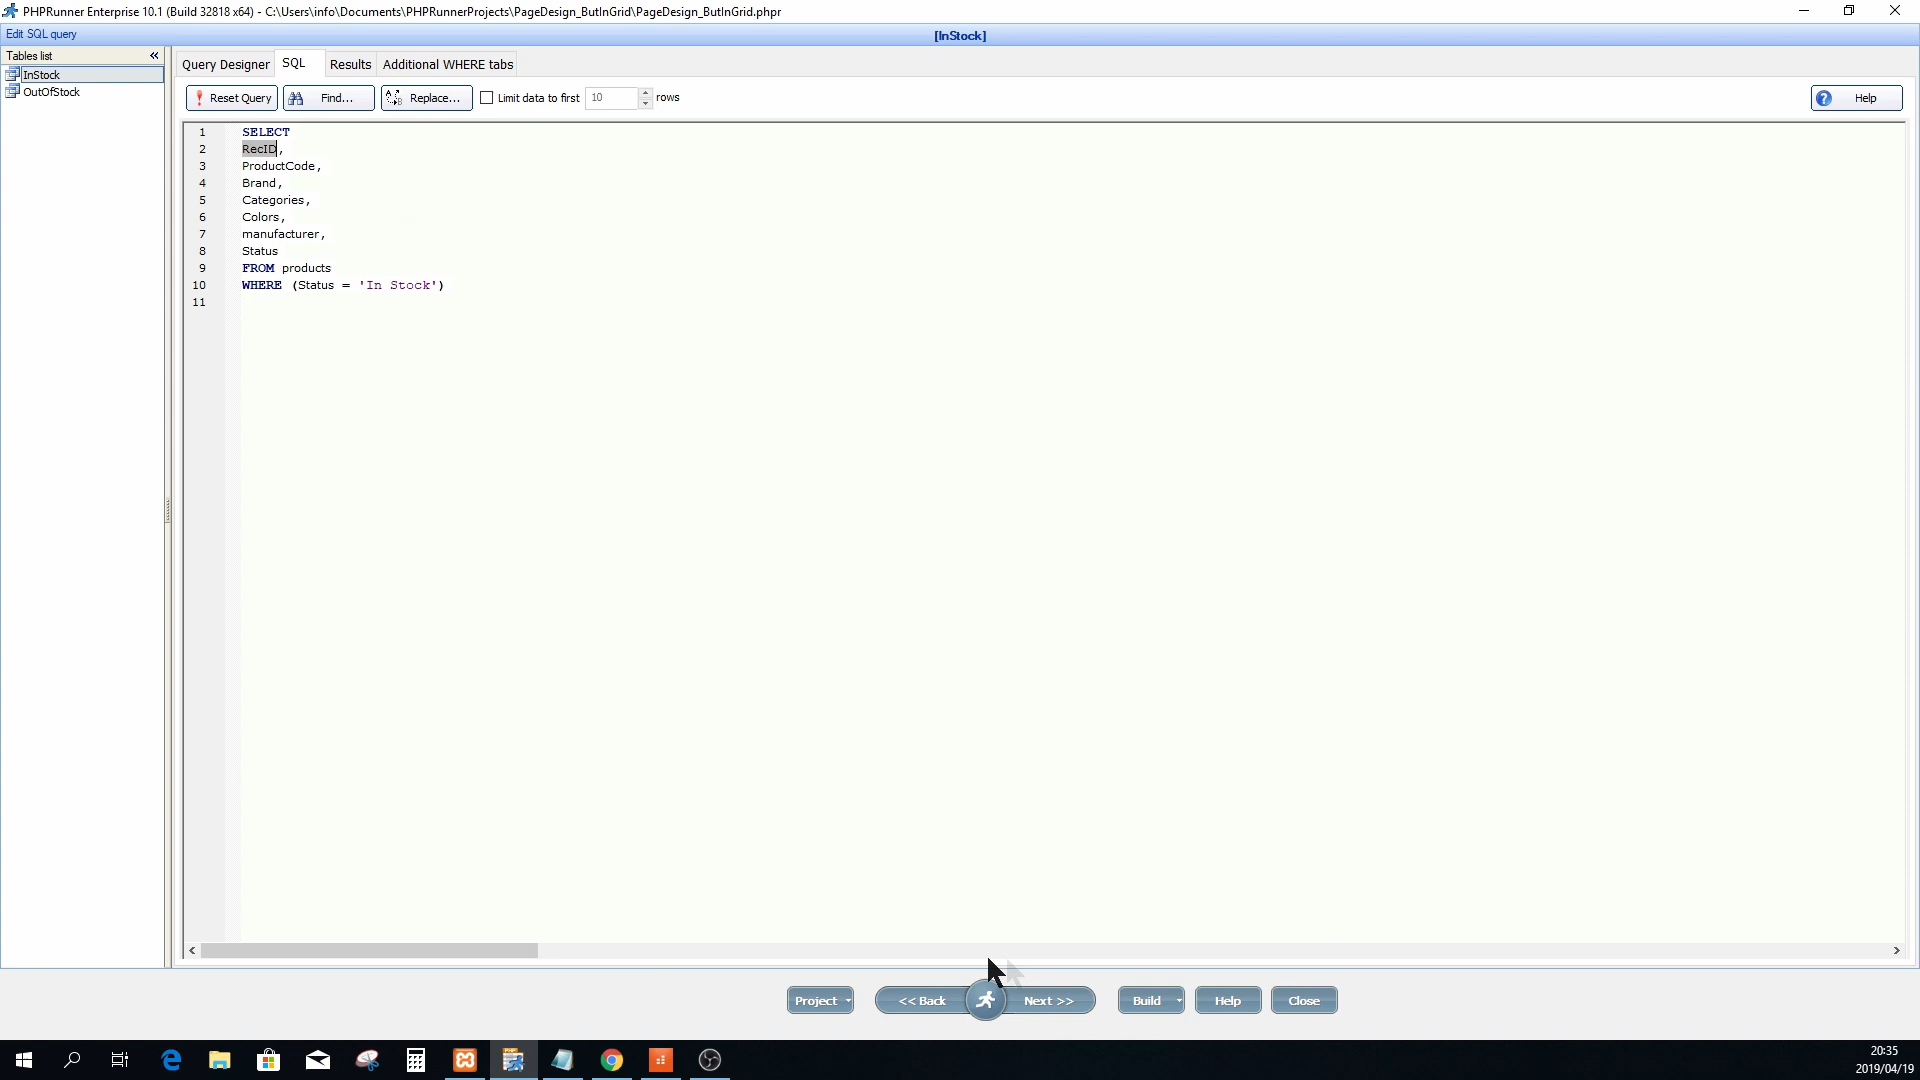 PHPRunner Enterprise 10.1 (Build 32818 x64) - C:\Users\info\Documents\PHPRunnerProjects\PageDesign_ButInGrid\PageDesign_ButInGrid.phpr
Edit SQL query
[InStock]
Tables list
InStock
OutOfStock
Query Designer SQL Results Additional WHERE tabs
Reset Query Find... Replace... Limit data to first 10 rows Help
1 SELECT
2 RecID,
3 ProductCode,
4 Brand,
5 Categories,
6 Colors,
7 manufacturer,
8 Status
9 FROM products
10 WHERE (Status = 'In Stock')
11
Project << Back Next >> Build Help Close
20:35
2019/04/19